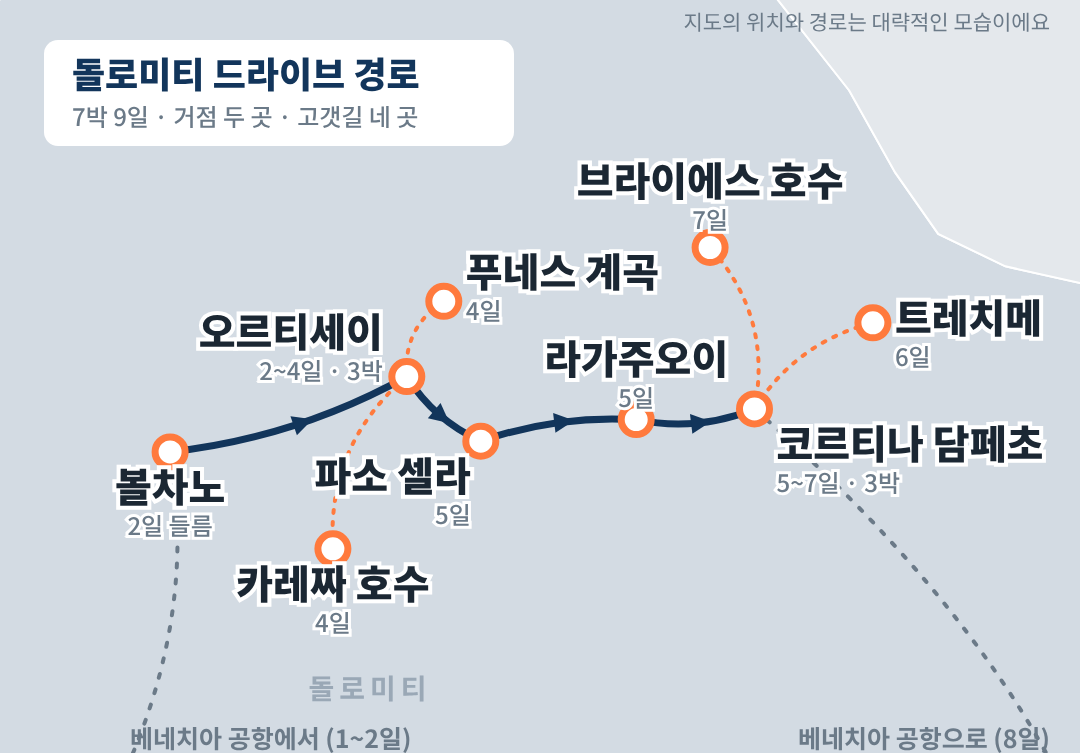 지도의 위치와 경로는 대략적인 모습이에요
돌로미티 드라이브 경로
7박 9일 · 거점 두 곳 · 고갯길 네 곳
브라이에스 호수
7일
푸네스 계곡
4일
트레치메
6일
오르티세이
2~4일 · 3박
라가주오이
5일
코르티나 담페초
5~7일 · 3박
파소 셀라
5일
볼차노
2일 들름
카레짜 호수
4일
돌로미티
베네치아 공항에서 (1~2일)
베네치아 공항으로 (8일)